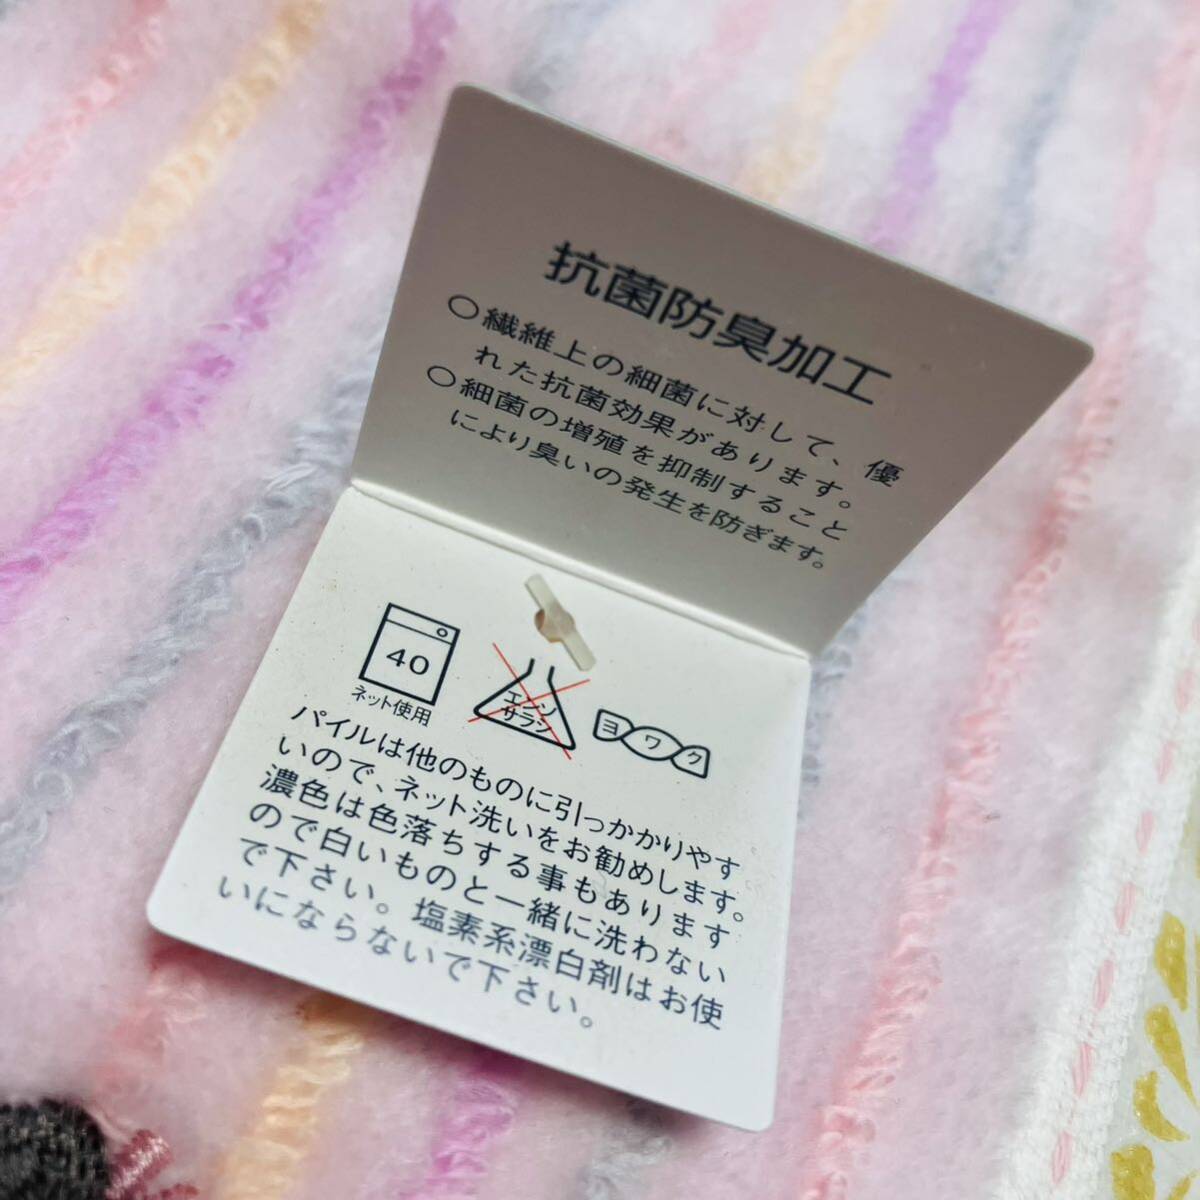 抗菌防臭加工
○繊維上の細菌に対して、優
れた抗菌効果があります。
○細菌の増殖を抑制すること
により臭いの発生を防ぎます。
40
ネット使用
エンソ
サラシ
ヨワク
パイルは他のものに引っかかりやす
いので、ネット洗いをお勧めします。
濃色は色落ちする事もあります
ので白いものと一緒に洗わない
で下さい。塩素系漂白剤はお使
いにならないで下さい。